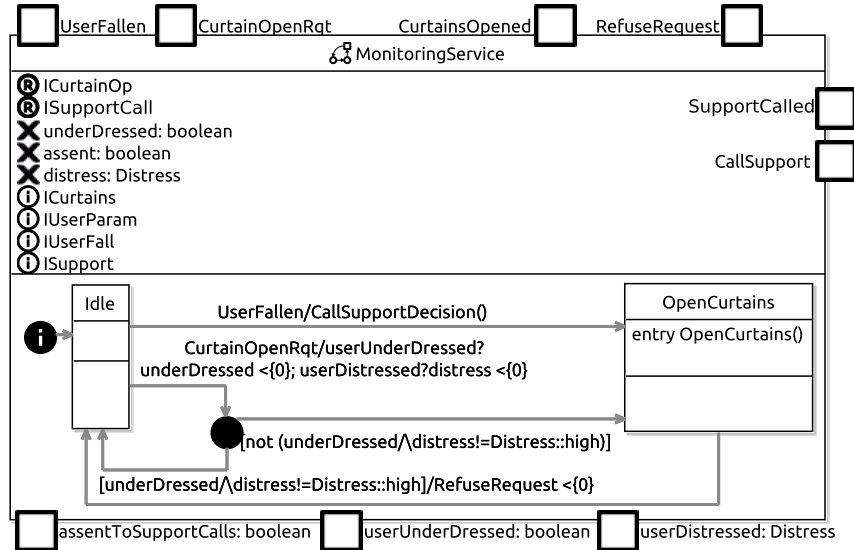 UserFallen CurtainOpenRqt CurtainsOpened RefuseRequest
MonitoringService
R ICurtainOp
R ISupportCall
SupportCalled
underDressed: boolean
assent: boolean
CallSupport
distress: Distress
i ICurtains
i IUserParam
i IUserFall
i ISupport
Idle
OpenCurtains
UserFallen/CallSupportDecision()
entry OpenCurtains()
i
CurtainOpenRqt/userUnderDressed?
underDressed <{0}; userDistressed?distress <{0}
[not (underDressed/\distress!=Distress::high)]
[underDressed/\distress!=Distress::high]/RefuseRequest <{0}
assentToSupportCalls: boolean userUnderDressed: boolean userDistressed: Distress